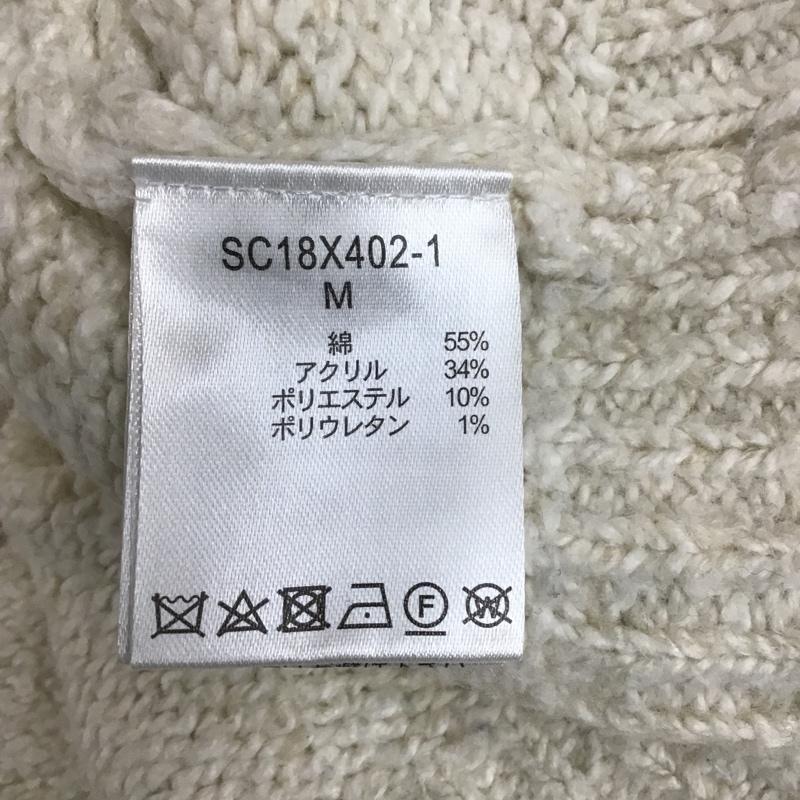 SC18X402-1
M
綿 55%
アクリル 34%
ポリエステル 10%
ポリウレタン 1%
F W